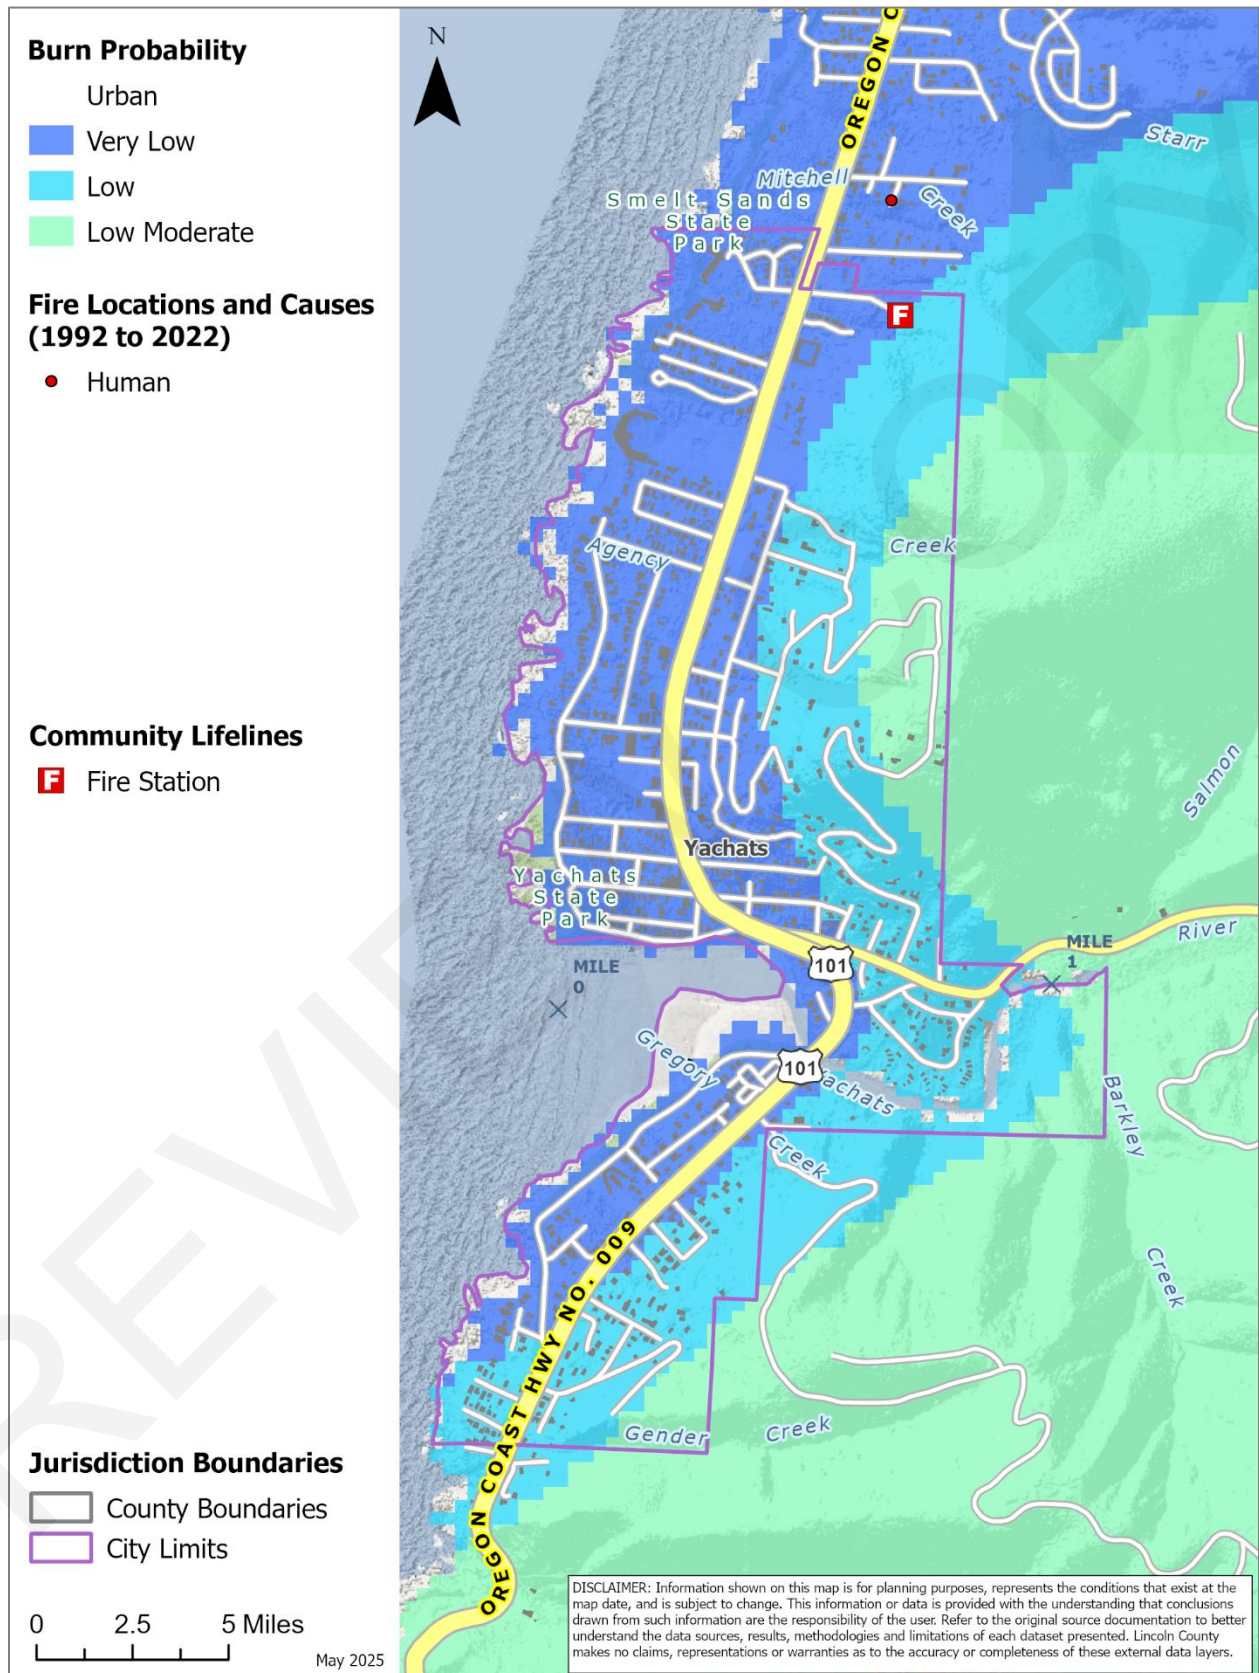 Burn Probability
Urban
Very Low
Low
Low Moderate
Fire Locations and Causes
(1992 to 2022)
Human
Community Lifelines
F Fire Station
Jurisdiction Boundaries
County Boundaries
City Limits
0 2.5 5 Miles
May 2025
N
OREGON C
Starr
Mitchell
Creek
Smelt Sands
State
Park
F
Agency
Creek
Salmon
Yachats
Yachats
State
Park
River
MILE
1
MILE
0
101
Gregory
101
Yachats
Barkley
Creek
Creek
OREGON COAST HWY NO. 009
Gender
Creek
DISCLAIMER: Information shown on this map is for planning purposes, represents the conditions that exist at the
map date, and is subject to change. This information or data is provided with the understanding that conclusions
drawn from such information are the responsibility of the user. Refer to the original source documentation to better
understand the data sources, results, methodologies and limitations of each dataset presented. Lincoln County
makes no claims, representations or warranties as to the accuracy or completeness of these external data layers.
REVIEW COPY